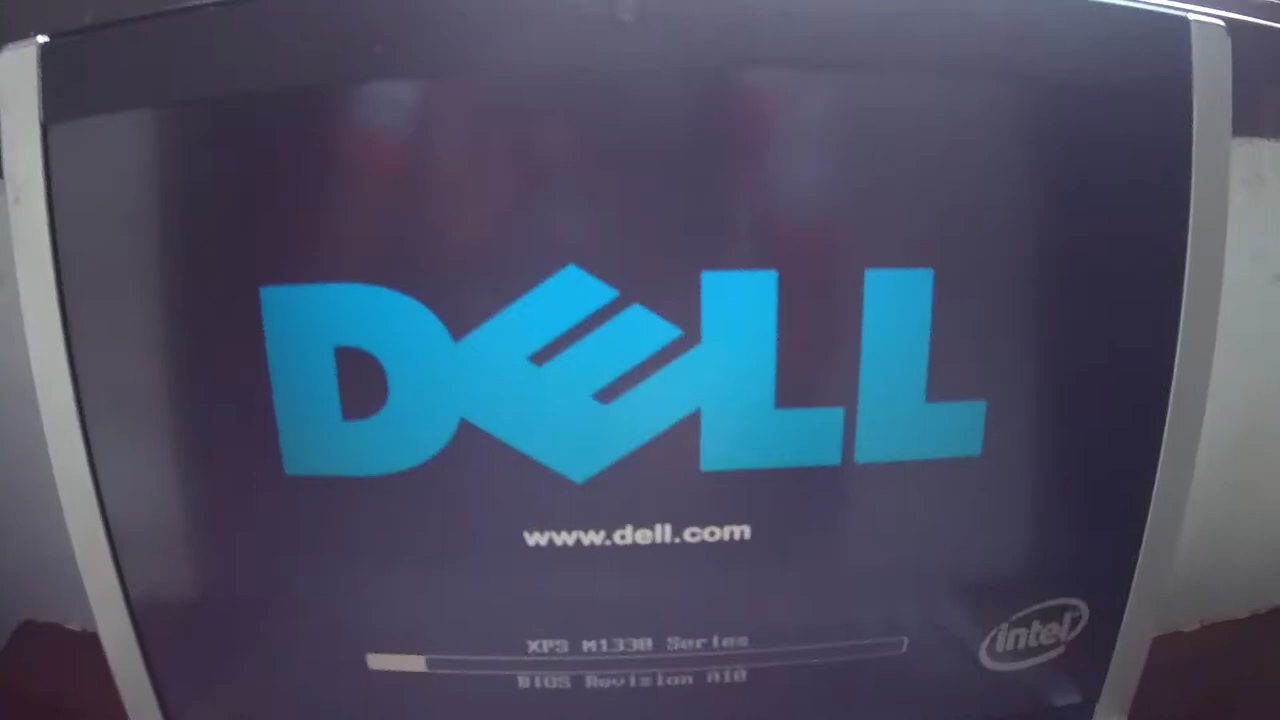 DELL
www.dell.com
XPS M1330 Series
BIOS Revision A10
intel